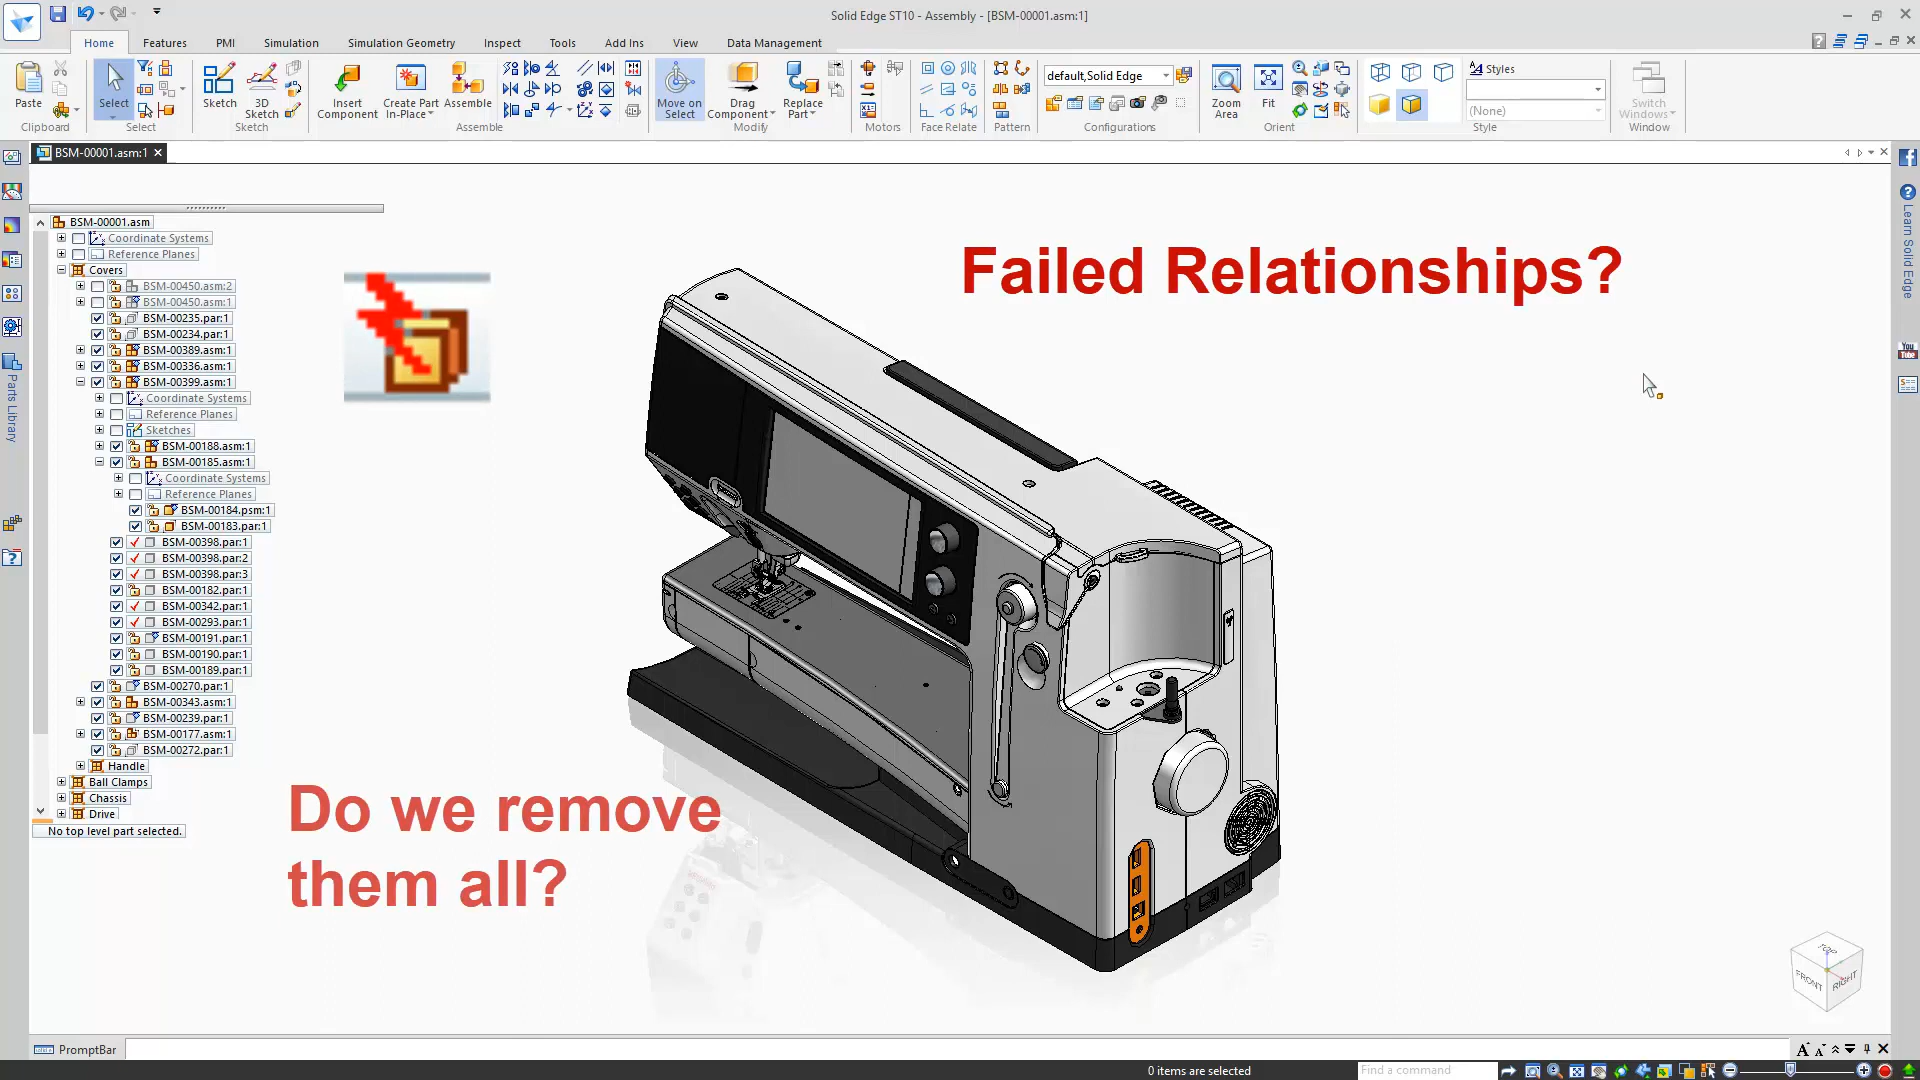 Solid Edge ST10 - Assembly - [BSM-00001.asm:1]
Home
Features
PMI
Simulation
Simulation Geometry
Inspect
Tools
Add Ins
View
Data Management
Paste
Select
Sketch
3D Sketch
Insert Component
Create Part In-Place
Assemble
Move on Select
Drag Component
Replace Part
default,Solid Edge
Zoom Area
Fit
Styles
(None)
Switch Windows
Clipboard
Select
Sketch
Assemble
Modify
Motors
Face Relate
Pattern
Configurations
Orient
Style
Window
BSM-00001.asm:1
BSM-00001.asm
Coordinate Systems
Reference Planes
Covers
BSM-00450.asm:2
BSM-00450.asm:1
BSM-00235.par:1
BSM-00234.par:1
BSM-00389.asm:1
BSM-00336.asm:1
BSM-00399.asm:1
Coordinate Systems
Reference Planes
Sketches
BSM-00188.asm:1
BSM-00185.asm:1
Coordinate Systems
Reference Planes
BSM-00184.psm:1
BSM-00183.par:1
BSM-00398.par:1
BSM-00398.par:2
BSM-00398.par:3
BSM-00182.par:1
BSM-00342.par:1
BSM-00293.par:1
BSM-00191.par:1
BSM-00190.par:1
BSM-00189.par:1
BSM-00270.par:1
BSM-00343.asm:1
BSM-00239.par:1
BSM-00177.asm:1
BSM-00272.par:1
Handle
Ball Clamps
Chassis
Drive
No top level part selected.
Parts Library
Failed Relationships?
Do we remove
them all?
Learn Solid Edge
You
Tube
TOP
FRONT
RIGHT
PromptBar
0 items are selected
Find a command